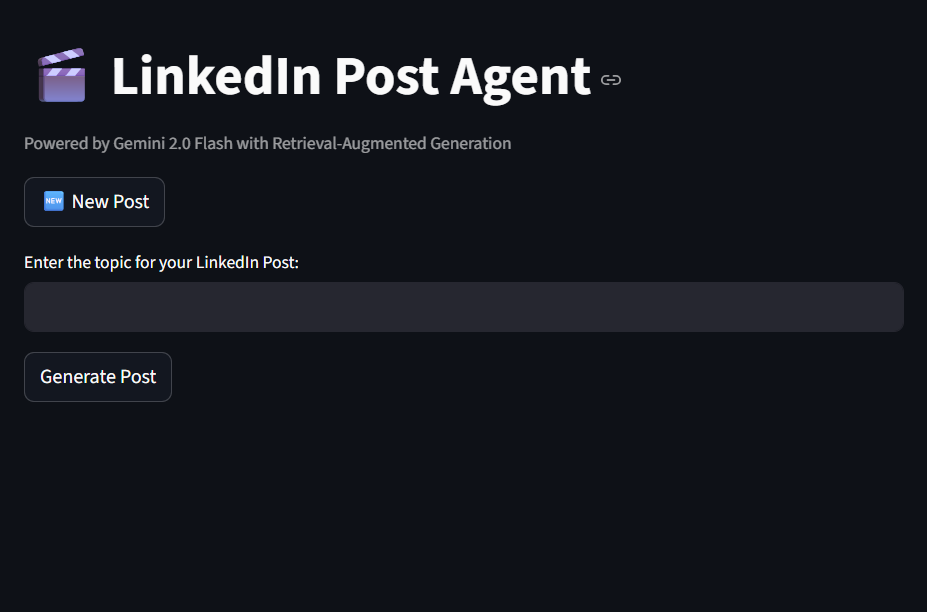 LinkedIn Post Agent
Powered by Gemini 2.0 Flash with Retrieval-Augmented Generation
NEW New Post
Enter the topic for your LinkedIn Post:
Generate Post